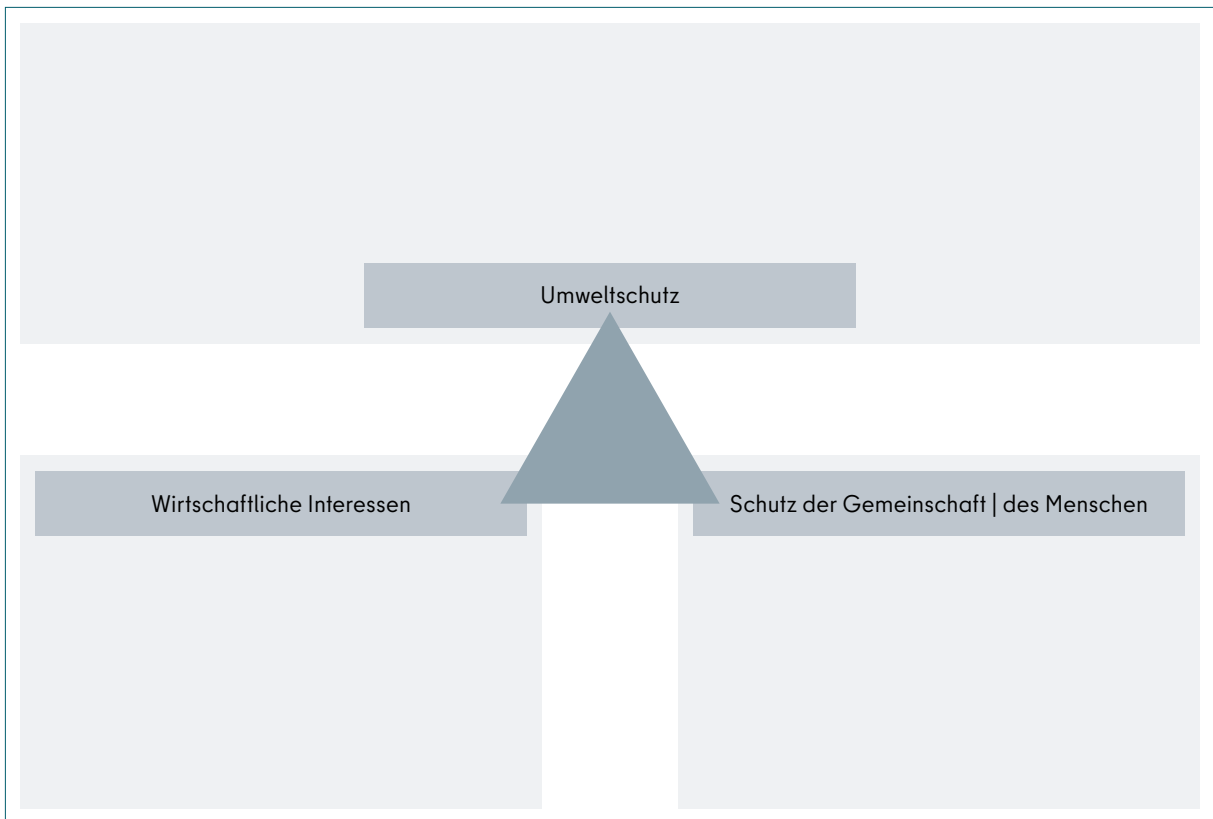 Umweltschutz
Wirtschaftliche Interessen
Schutz der Gemeinschaft | des Menschen